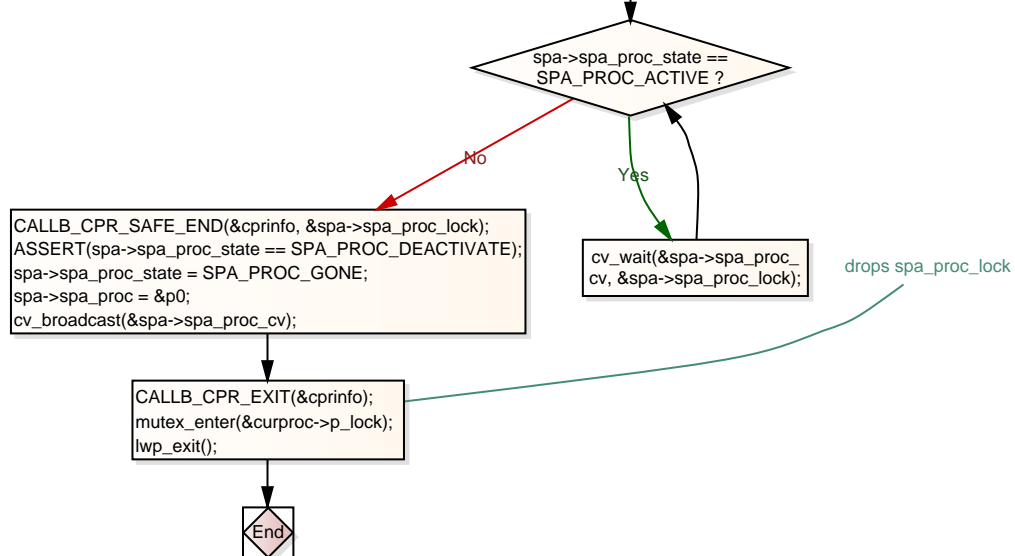 spa->spa_proc_state ==
SPA_PROC_ACTIVE ?
No
Yes
CALLB_CPR_SAFE_END(&cprinfo, &spa->spa_proc_lock);
ASSERT(spa->spa_proc_state == SPA_PROC_DEACTIVATE);
spa->spa_proc_state = SPA_PROC_GONE;
spa->spa_proc = &p0;
cv_broadcast(&spa->spa_proc_cv);
cv_wait(&spa->spa_proc_
cv, &spa->spa_proc_lock);
drops spa_proc_lock
CALLB_CPR_EXIT(&cprinfo);
mutex_enter(&curproc->p_lock);
lwp_exit();
End